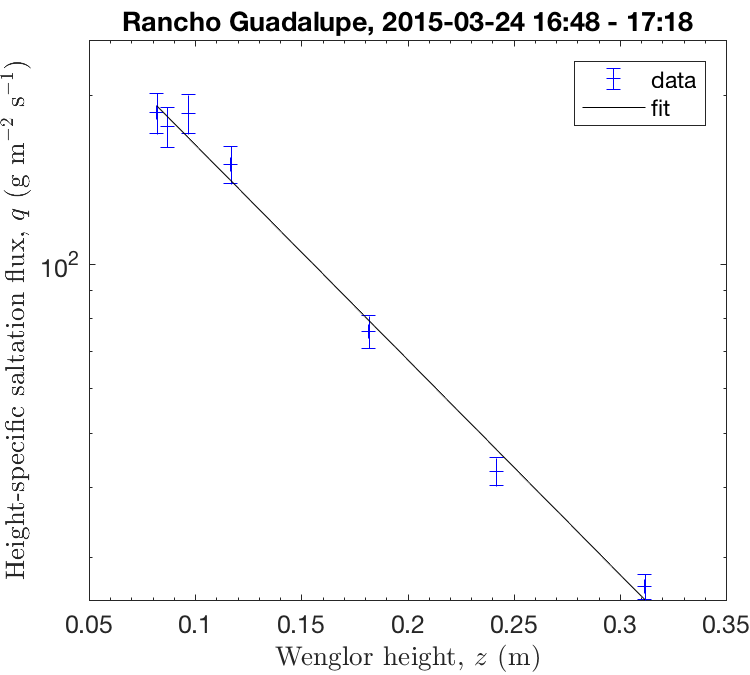 Rancho Guadalupe, 2015-03-24 16:48 - 17:18
data
fit
10²
Height-specific saltation flux, q (g m⁻² s⁻¹)
0.05 0.1 0.15 0.2 0.25 0.3 0.35
Wenglor height, z (m)